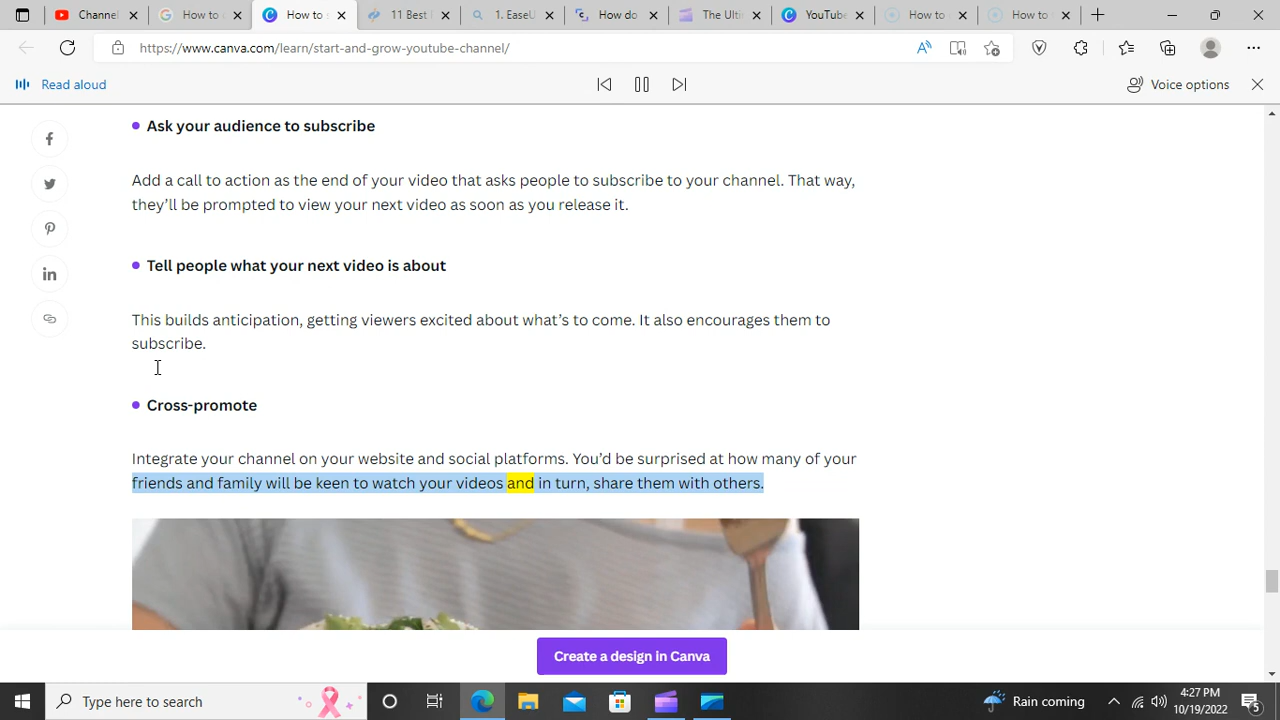 Channel
How to
How to s
11 Best
1. EaseU
How do
The Ulti
YouTube
How to
How to
https://www.canva.com/learn/start-and-grow-youtube-channel/
Read aloud
Voice options
Ask your audience to subscribe
Add a call to action as the end of your video that asks people to subscribe to your channel. That way,
they'll be prompted to view your next video as soon as you release it.
Tell people what your next video is about
This builds anticipation, getting viewers excited about what's to come. It also encourages them to
subscribe.
Cross-promote
Integrate your channel on your website and social platforms. You'd be surprised at how many of your
friends and family will be keen to watch your videos and in turn, share them with others.
Create a design in Canva
Type here to search
Rain coming
4:27 PM
10/19/2022
5